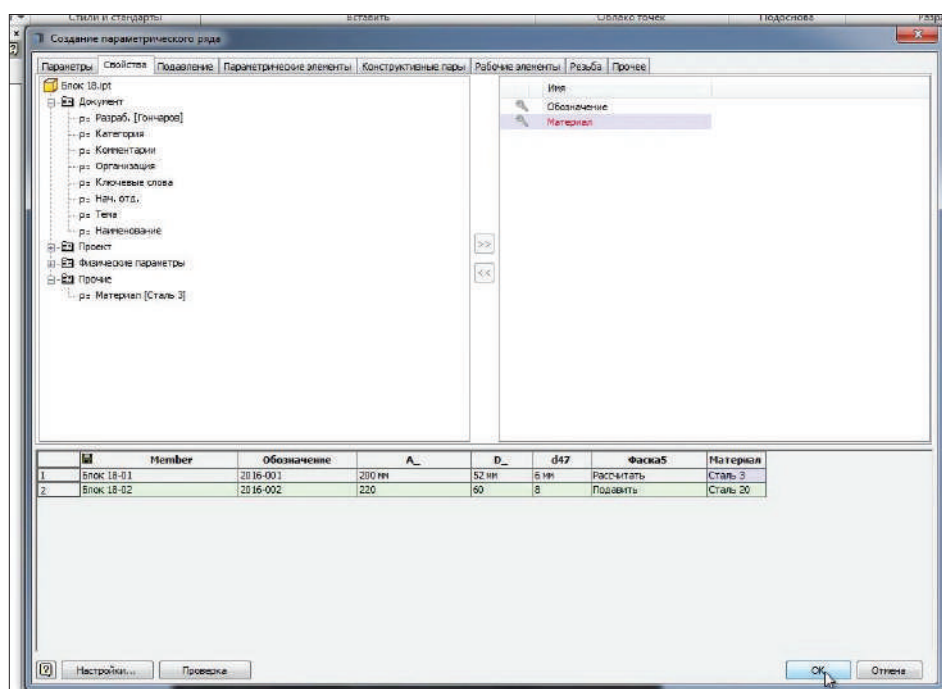 Стили и стандарты Вставить Облако точек Подоснова
Создание параметрического ряда
Параметры Свойства Подавление Параметрические элементы Конструктивные пары Рабочие элементы Резьба Прочее
Блок 18.ipt
Документ
Разраб. [Гончаров]
Категория
Комментарии
Организация
Ключевые слова
Нач. отд.
Тема
Наименование
Проект
Физические параметры
Прочие
Материал [Сталь 3]
Имя
Обозначение
Материал
>>
<<
Member Обозначение A_ D_ d47 Фаска5 Материал
1 Блок 18-01 2016-001 200 мм 52 мм 6 мм Рассчитать Сталь 3
2 Блок 18-02 2016-002 220 60 8 Подавить Сталь 20
Настройки... Проверка OK Отмена